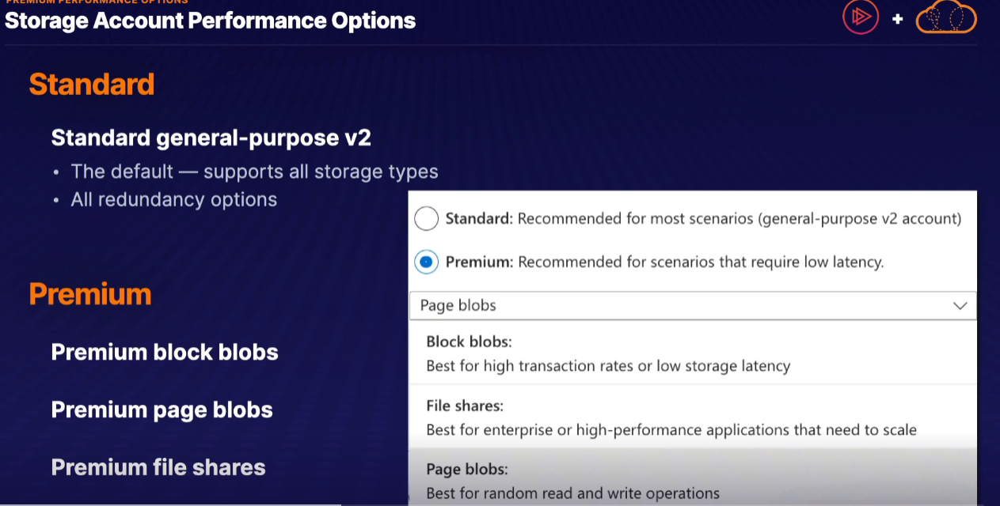 PREMIUM PERFORMANCE OPTIONS
Storage Account Performance Options
+
Standard
Standard general-purpose v2
• The default — supports all storage types
• All redundancy options
Premium
Premium block blobs
Premium page blobs
Premium file shares
Standard: Recommended for most scenarios (general-purpose v2 account)
Premium: Recommended for scenarios that require low latency.
Page blobs
Block blobs:
Best for high transaction rates or low storage latency
File shares:
Best for enterprise or high-performance applications that need to scale
Page blobs:
Best for random read and write operations